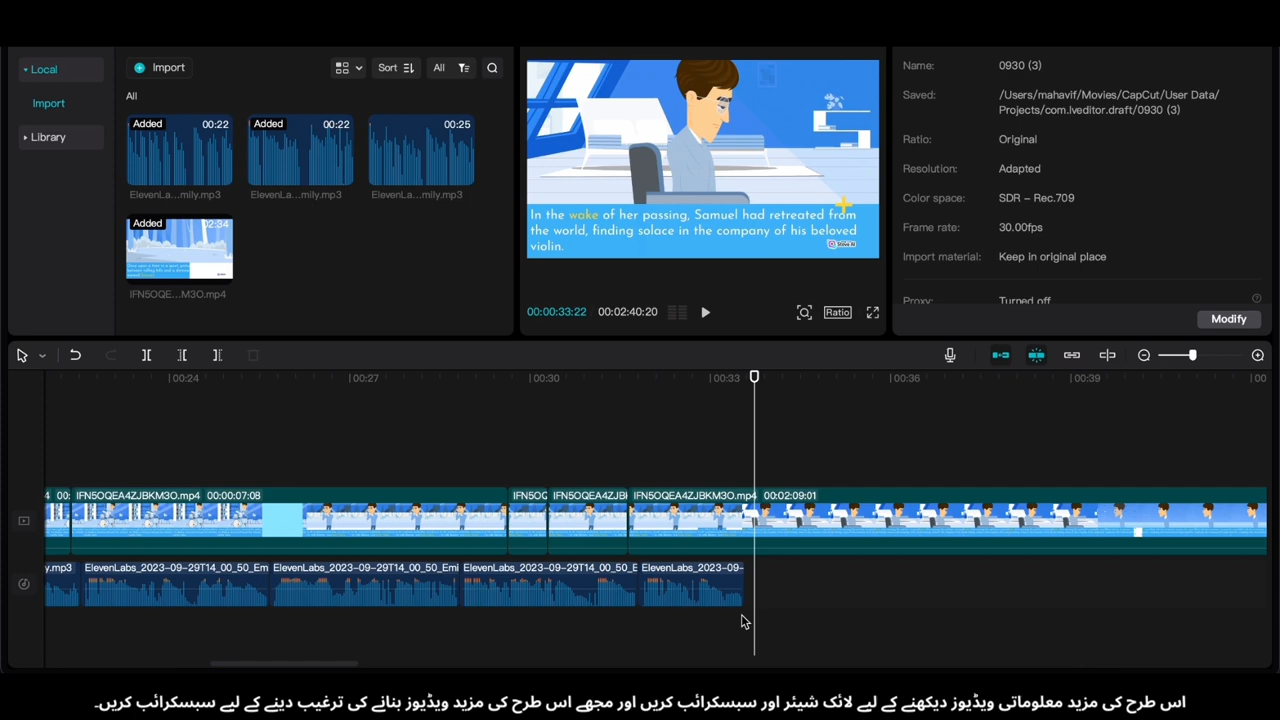 Local
Import
Library
Import
Sort
All
All
Added
00:22
Added
00:22
00:25
ElevenLa...mily.mp3
ElevenLa...mily.mp3
ElevenLa...mily.mp3
Added
02:34
IFN5OQE...M3O.mp4
In the wake of her passing, Samuel had retreated from
the world, finding solace in the company of his beloved
violin.
Steve AI
00:00:33:22
00:02:40:20
Ratio
Name: 0930 (3)
Saved: /Users/mahavif/Movies/CapCut/User Data/
Projects/com.lveditor.draft/0930 (3)
Ratio: Original
Resolution: Adapted
Color space: SDR – Rec.709
Frame rate: 30.00fps
Import material: Keep in original place
Proxy: Turned off
Modify
00:24
00:27
00:30
00:33
00:36
00:39
00
4 00:
IFN5OQEA4ZJBKM3O.mp4 00:00:07:08
IFN5OQ
IFN5OQEA4ZJBI
IFN5OQEA4ZJBKM3O.mp4 00:02:09:01
y.mp3
ElevenLabs_2023-09-29T14_00_50_Em
ElevenLabs_2023-09-29T14_00_50_Emi
ElevenLabs_2023-09-29T14_00_50_E
ElevenLabs_2023-09-
اس طرح کی مزید معلوماتی ویڈیوز دیکھنے کے لیے لائک شیئر اور سبسکرائب کریں اور مجھے اس طرح کی مزید ویڈیوز بنانے کی ترغیب دینے کے لیے سبسکرائب کریں۔